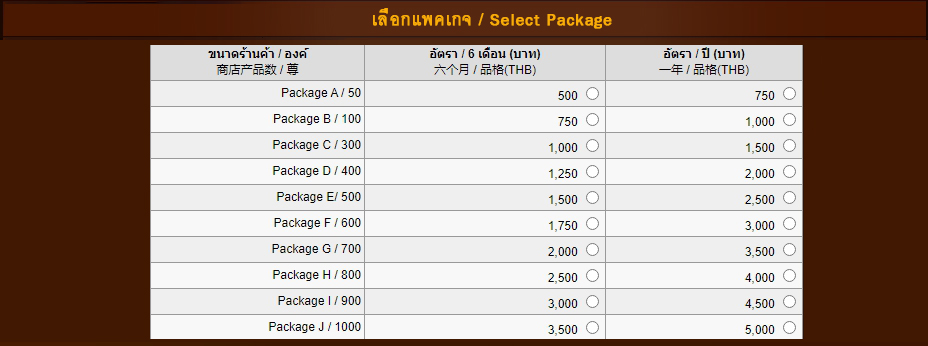 เลือกแพคเกจ / Select Package
ขนาดร้านค้า / องค์ อัตรา / 6 เดือน (บาท) อัตรา / ปี (บาท)
商店产品数 / 尊 六个月 / 品格(THB) 一年 / 品格(THB)
Package A / 50 500 750
Package B / 100 750 1,000
Package C / 300 1,000 1,500
Package D / 400 1,250 2,000
Package E/ 500 1,500 2,500
Package F / 600 1,750 3,000
Package G / 700 2,000 3,500
Package H / 800 2,500 4,000
Package I / 900 3,000 4,500
Package J / 1000 3,500 5,000